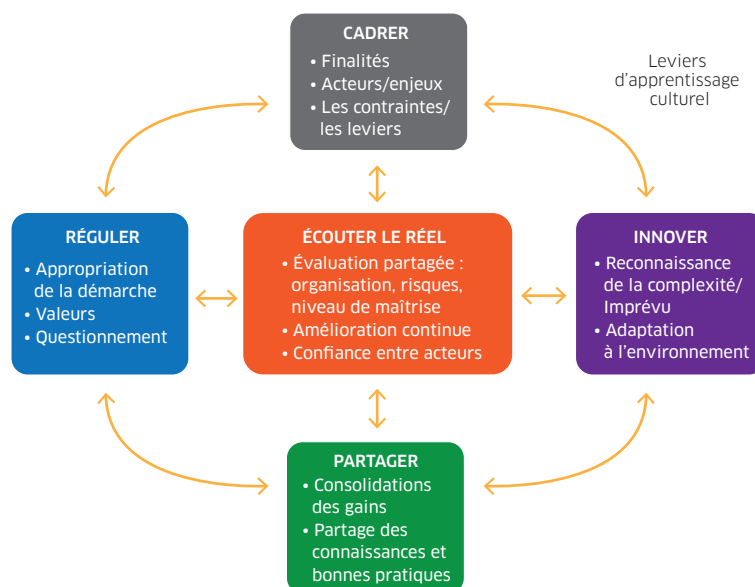 CADRER
• Finalités
• Acteurs/enjeux
• Les contraintes/
les leviers
Leviers
d'apprentissage
culturel
RÉGULER
• Appropriation
de la démarche
• Valeurs
• Questionnement
ÉCOUTER LE RÉEL
• Évaluation partagée :
organisation, risques,
niveau de maîtrise
• Amélioration continue
• Confiance entre acteurs
INNOVER
• Reconnaissance
de la complexité/
Imprévu
• Adaptation
à l'environnement
PARTAGER
• Consolidations
des gains
• Partage des
connaissances et
bonnes pratiques